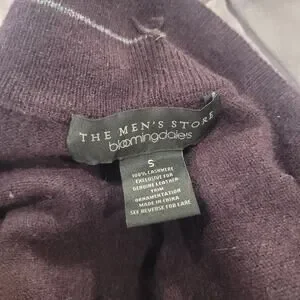 THE MEN'S STORE
bloomingdale's
S
100% CASHMERE
EXCLUSIVE FOR
GENUINE LEATHER
TRIM
ORNAMENTATION
MADE IN CHINA
SEE REVERSE FOR CARE